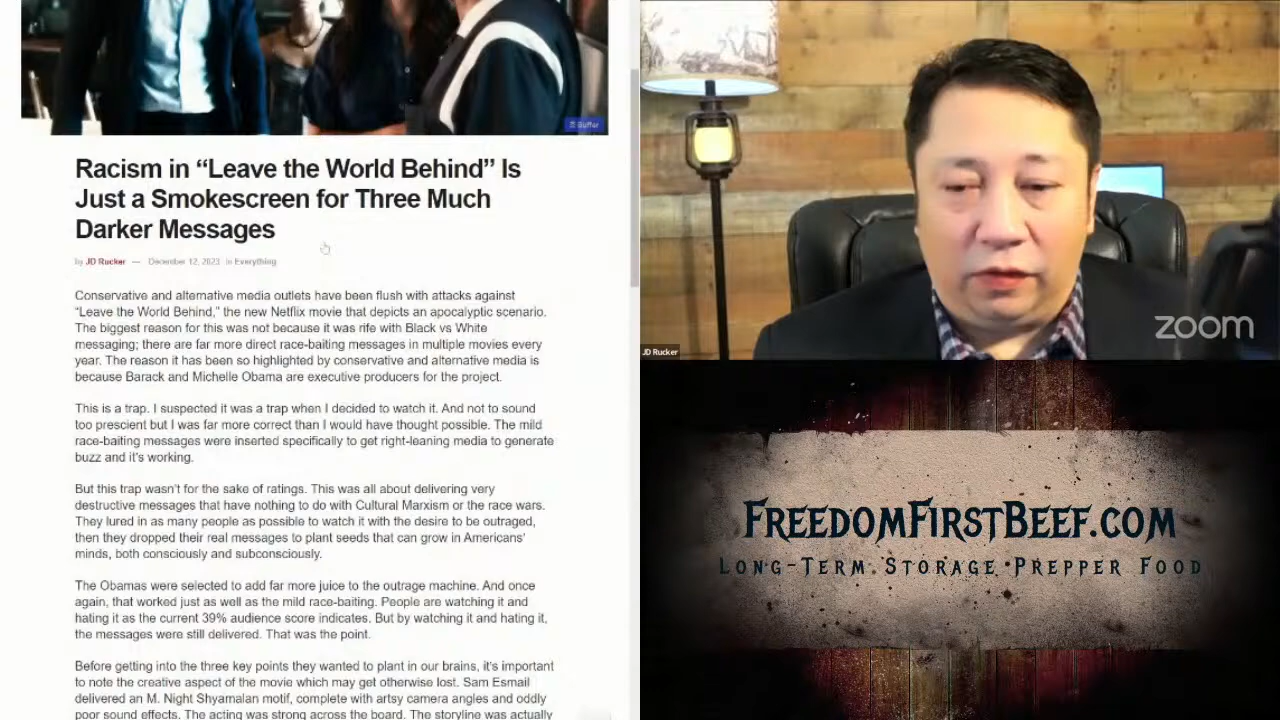 Buffer
Racism in “Leave the World Behind” Is
Just a Smokescreen for Three Much
Darker Messages
by JD Rucker — December 12, 2023 in Everything
Conservative and alternative media outlets have been flush with attacks against
“Leave the World Behind,” the new Netflix movie that depicts an apocalyptic scenario.
The biggest reason for this was not because it was rife with Black vs White
messaging; there are far more direct race-baiting messages in multiple movies every
year. The reason it has been so highlighted by conservative and alternative media is
because Barack and Michelle Obama are executive producers for the project.
This is a trap. I suspected it was a trap when I decided to watch it. And not to sound
too prescient but I was far more correct than I would have thought possible. The mild
race-baiting messages were inserted specifically to get right-leaning media to generate
buzz and it's working.
But this trap wasn't for the sake of ratings. This was all about delivering very
destructive messages that have nothing to do with Cultural Marxism or the race wars.
They lured in as many people as possible to watch it with the desire to be outraged,
then they dropped their real messages to plant seeds that can grow in Americans'
minds, both consciously and subconsciously.
The Obamas were selected to add far more juice to the outrage machine. And once
again, that worked just as well as the mild race-baiting. People are watching it and
hating it as the current 39% audience score indicates. But by watching it and hating it,
the messages were still delivered. That was the point.
Before getting into the three key points they wanted to plant in our brains, it's important
to note the creative aspect of the movie which may get otherwise lost. Sam Esmail
delivered an M. Night Shyamalan motif, complete with artsy camera angles and oddly
poor sound effects. The acting was strong across the board. The storyline was actually
zoom
JD Rucker
FreedomFirstBeef.com
Long-Term Storage Prepper Food